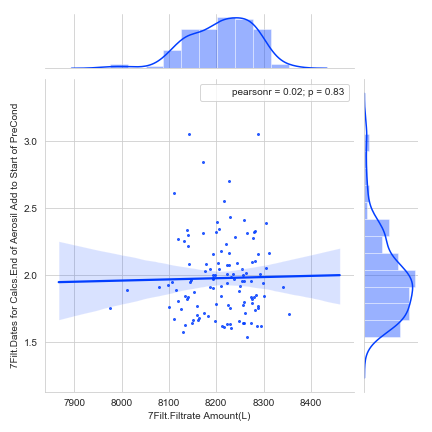 pearsonr = 0.02; p = 0.83
7Filt.Dates for Calcs.End of Aerosil Add to Start of PreCond
3.0
2.5
2.0
1.5
7900 8000 8100 8200 8300 8400
7Filt.Filtrate Amount(L)